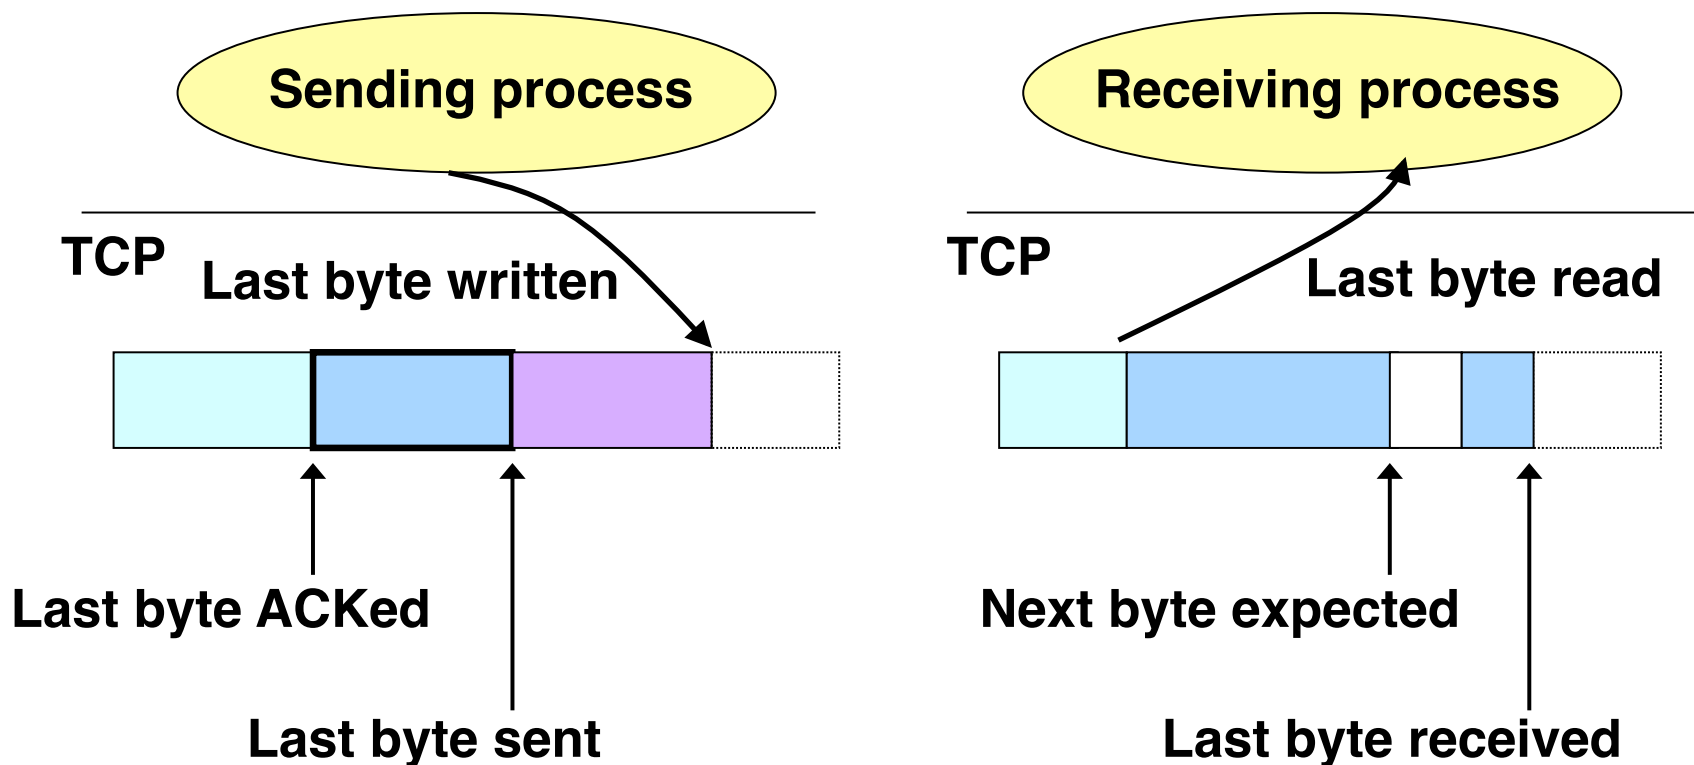 Sending process
TCP
Last byte written
Last byte ACKed
Last byte sent
Receiving process
TCP
Last byte read
Next byte expected
Last byte received